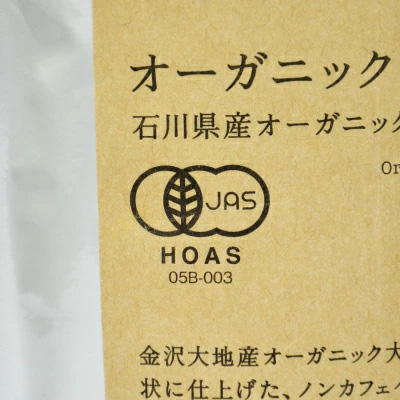 オーガニック
石川県産オーガニック
Or
JAS
HOAS
05B-003
金沢大地産オーガニック大
状に仕上げた、ノンカフェイ